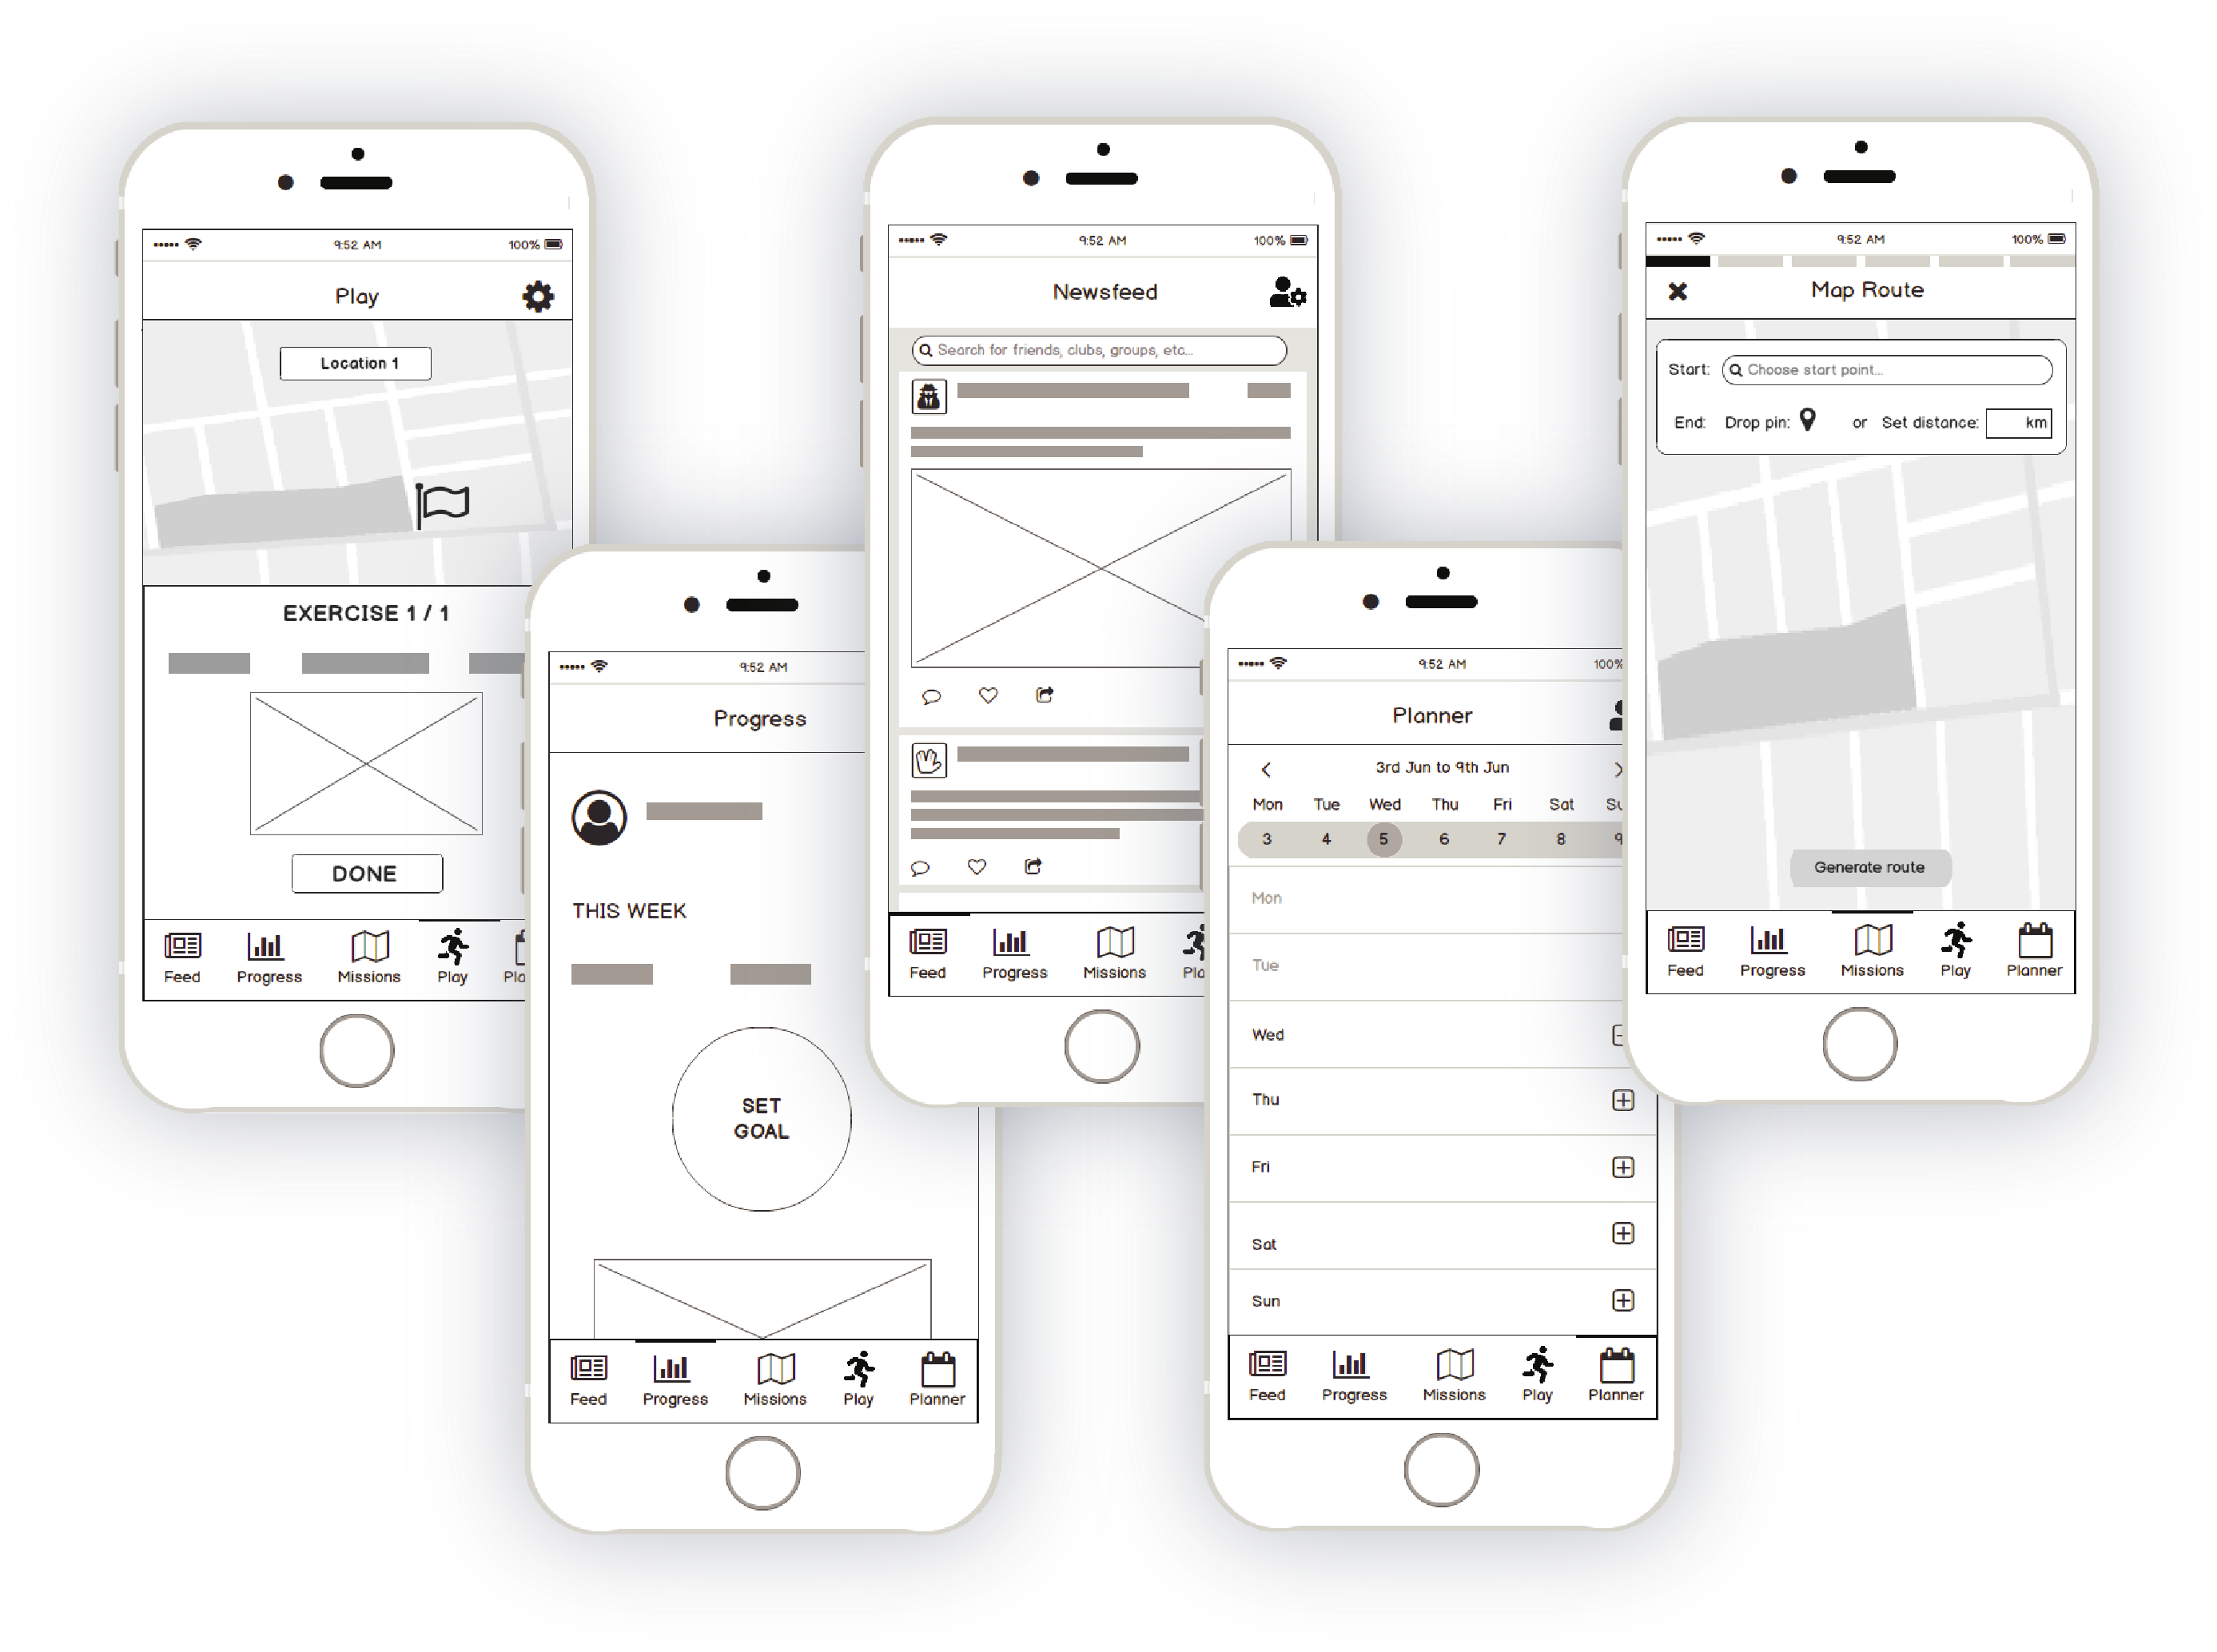 9:52 AM 100%
Play
Location 1
EXERCISE 1 / 1
DONE
Feed Progress Missions Play
9:52 AM
Progress
THIS WEEK
SET
GOAL
Feed Progress Missions Play Planner
9:52 AM 100%
Newsfeed
Search for friends, clubs, groups, etc...
Feed Progress Missions
9:52 AM 100%
Planner
3rd Jun to 9th Jun
Mon Tue Wed Thu Fri Sat
3 4 5 6 7 8 9
Mon
Tue
Wed
Thu
Fri
Sat
Sun
Feed Progress Missions Play Planner
9:52 AM 100%
Map Route
Start: Choose start point...
End: Drop pin: or Set distance: km
Generate route
Feed Progress Missions Play Planner